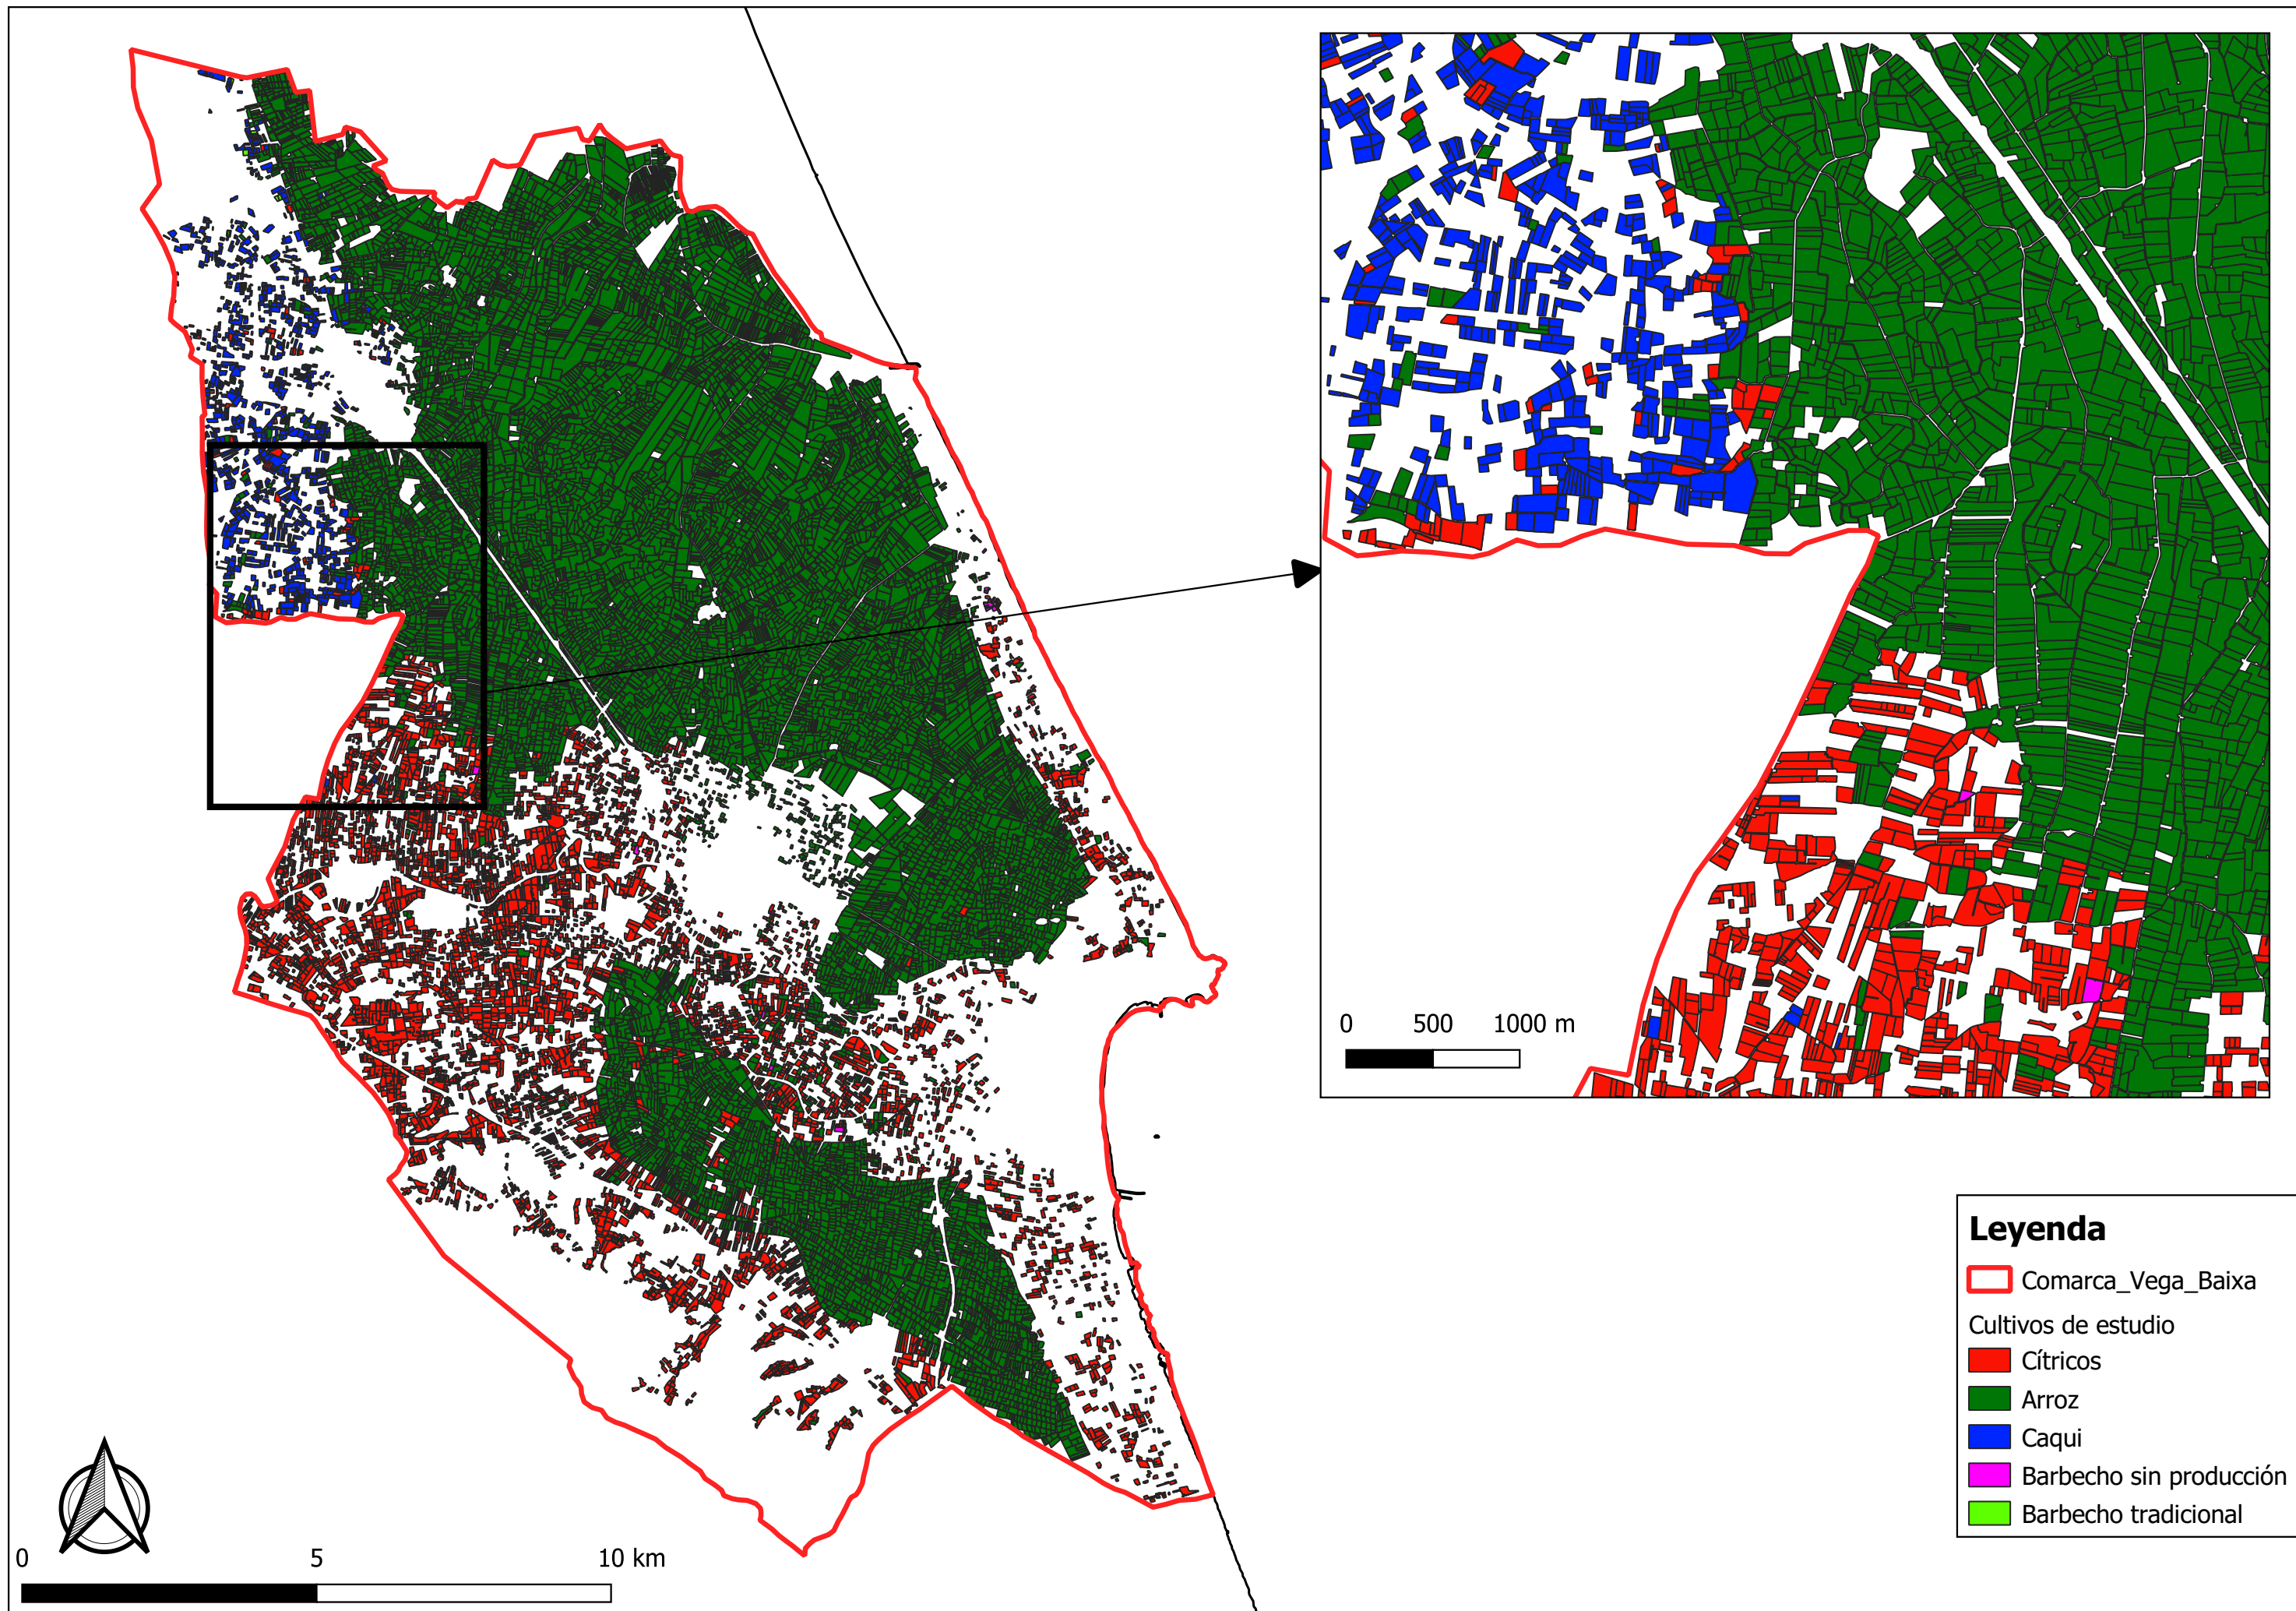 0 500 1000 m
Leyenda
Comarca_Vega_Baixa
Cultivos de estudio
Cítricos
Arroz
Caqui
Barbecho sin producción
Barbecho tradicional
0 5 10 km